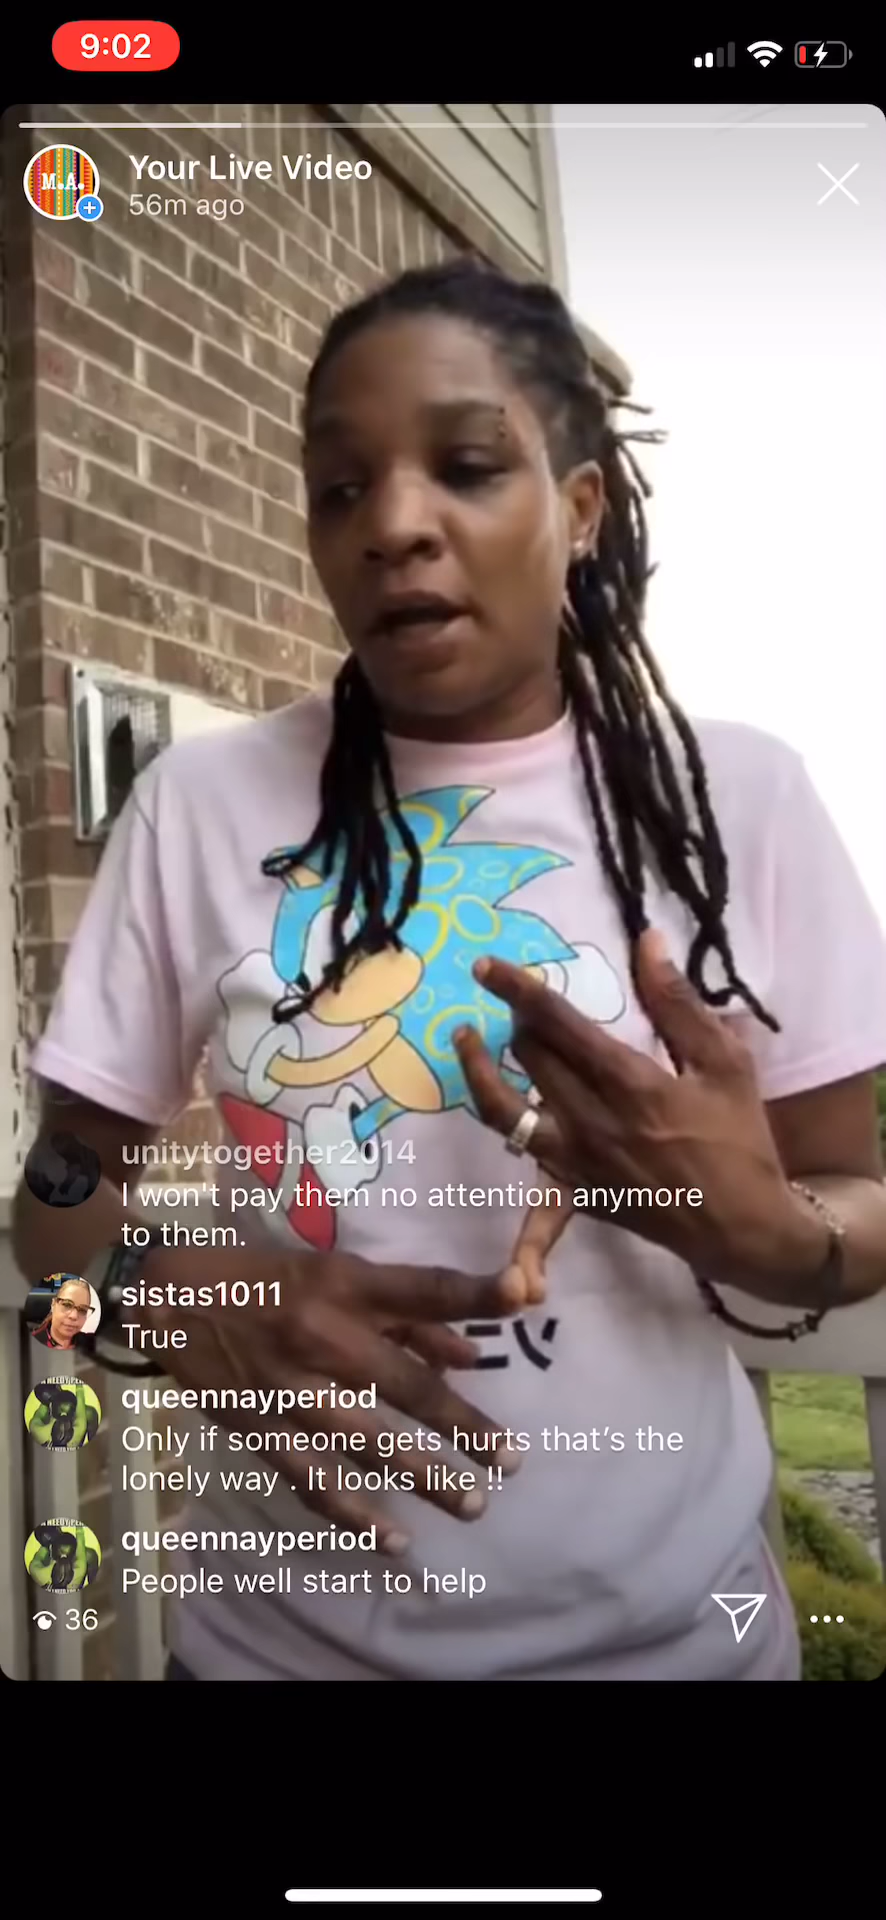 9:02
Your Live Video
M.A.
56m ago
unitytogether2014
I won't pay them no attention anymore
to them.
sistas1011
True
queennayperiod
Only if someone gets hurts that’s the
lonely way . It looks like !!
queennayperiod
People well start to help
36